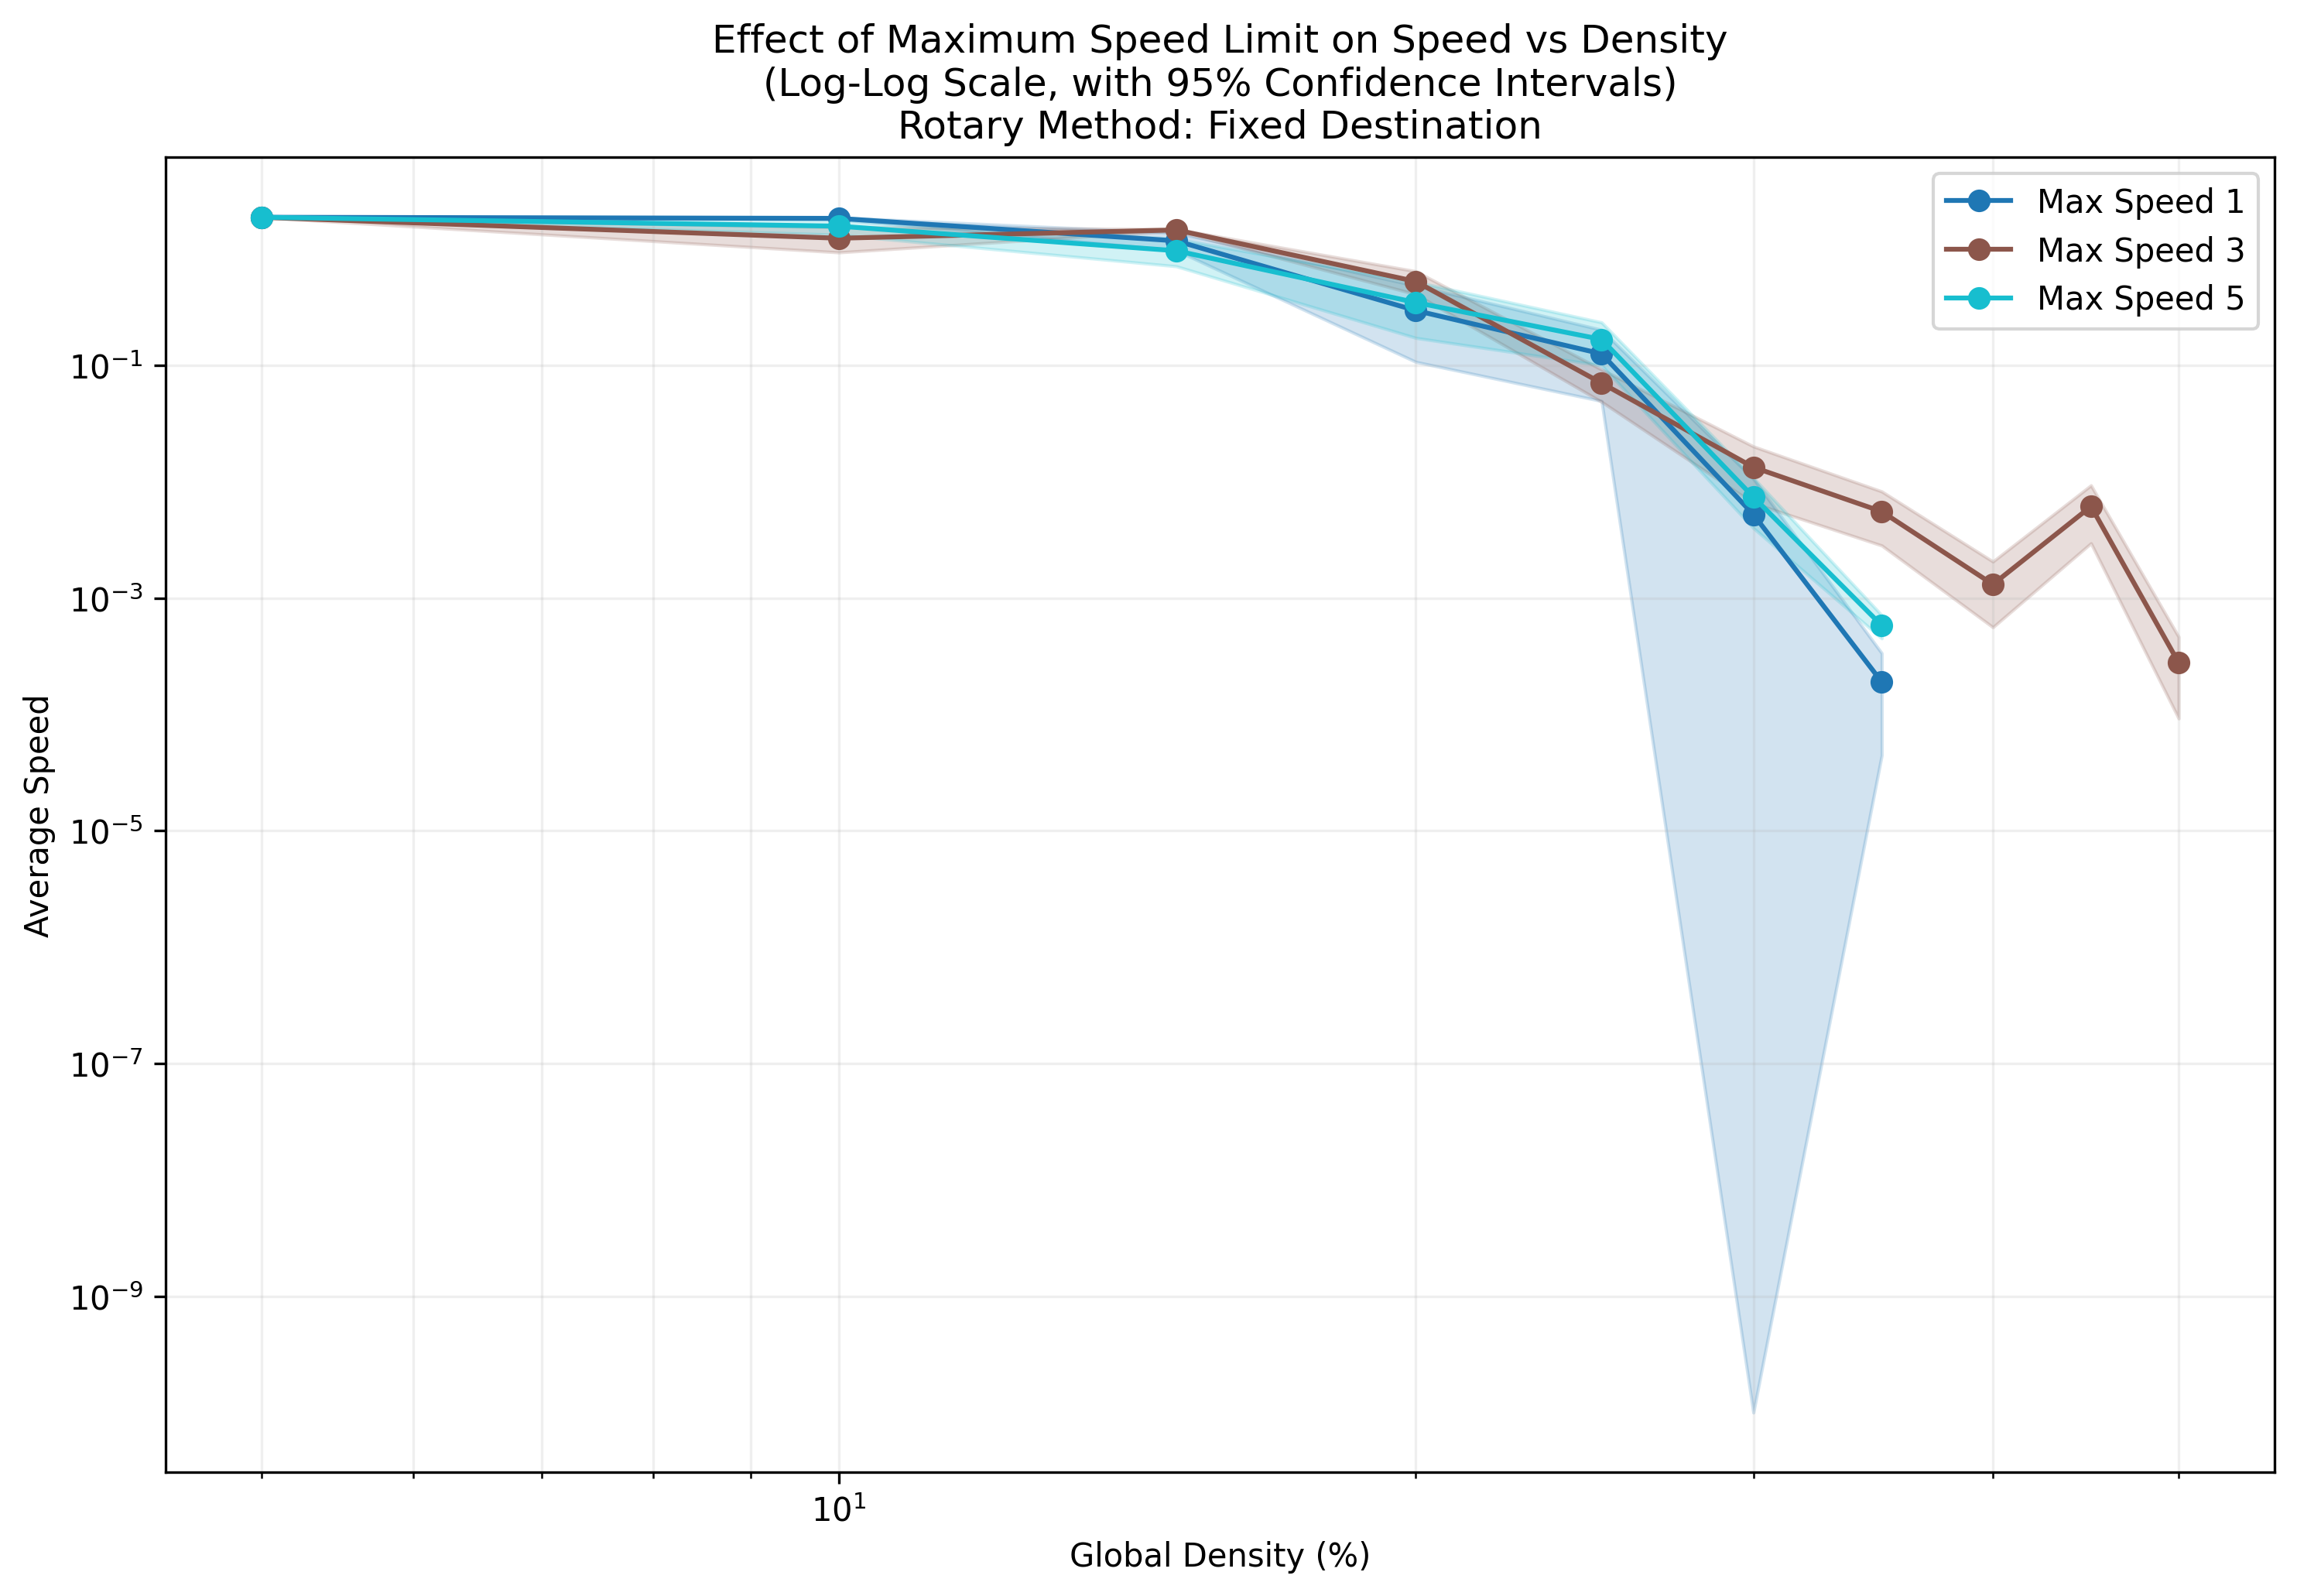 Effect of Maximum Speed Limit on Speed vs Density
(Log-Log Scale, with 95% Confidence Intervals)
Rotary Method: Fixed Destination
Max Speed 1
Max Speed 3
Max Speed 5
Average Speed
10⁻¹
10⁻³
10⁻⁵
10⁻⁷
10⁻⁹
10¹
Global Density (%)